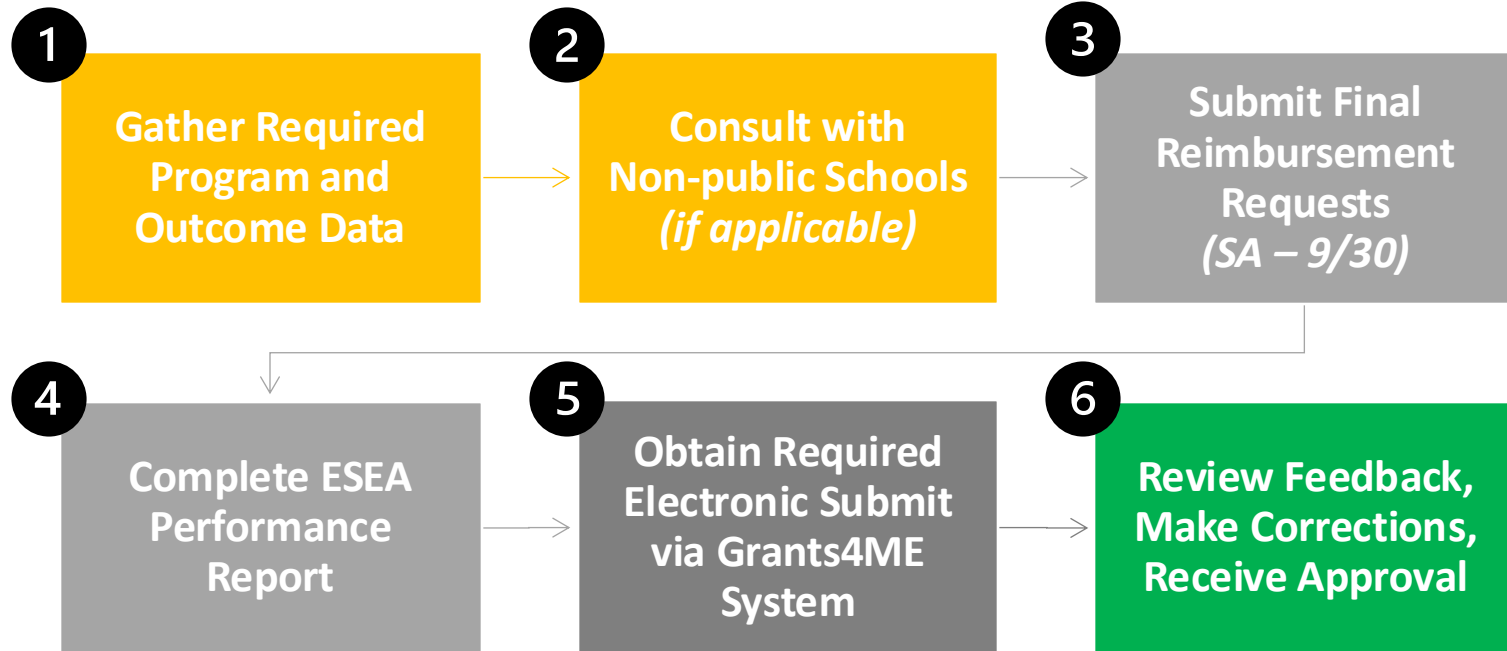 1
Gather Required
Program and
Outcome Data
2
Consult with
Non-public Schools
(if applicable)
3
Submit Final
Reimbursement
Requests
(SA – 9/30)
4
Complete ESEA
Performance
Report
5
Obtain Required
Electronic Submit
via Grants4ME
System
6
Review Feedback,
Make Corrections,
Receive Approval